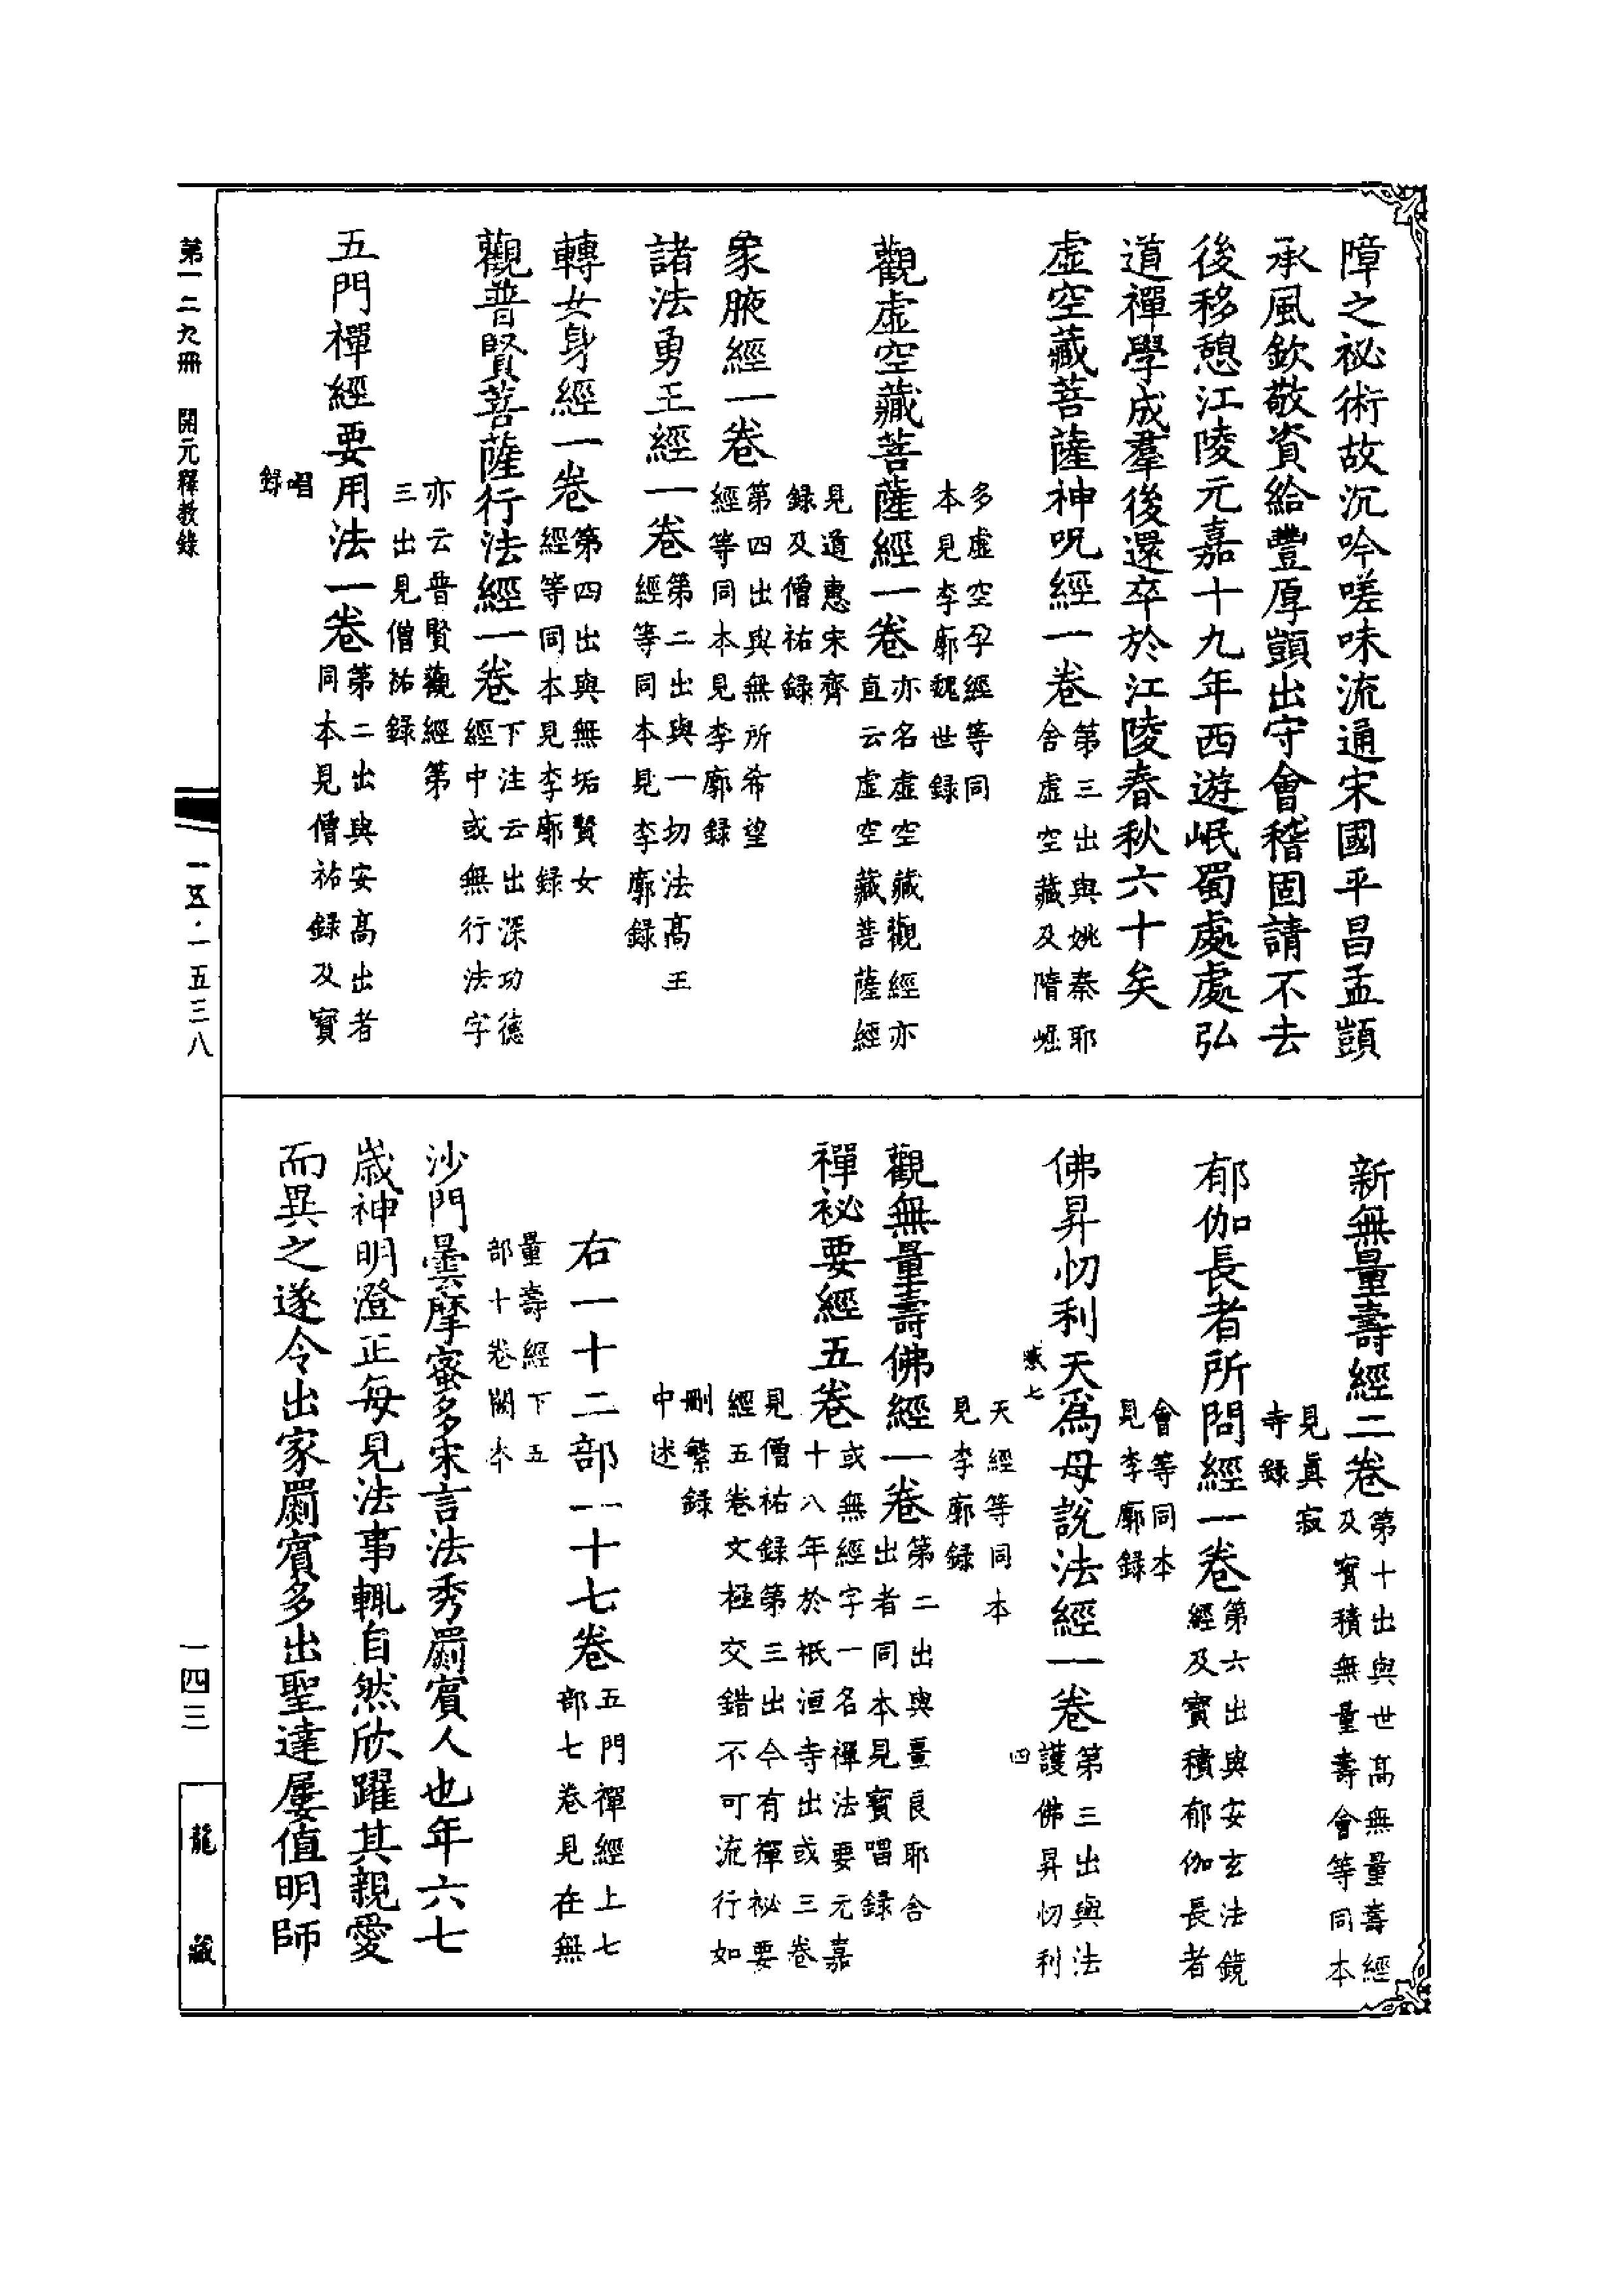 障之祕術故沉吟嗟味流通宋國平昌孟顗
承風欽敬資給豐厚顗出守會稽固請不去
後移憩江陵元嘉十九年西遊岷蜀處處弘
道禪學成羣後還卒於江陵春秋六十矣
虛空藏菩薩神呪經一卷第三出與姚秦耶
舍虛空藏及隋崛
多虛空孕經等同
本見李廓魏世録
觀虛空藏菩薩經一卷亦名虛空藏觀經亦
直云虛空藏菩薩經
見道惠宋齊
録及僧祐録
象腋經一卷第四出與無所希望
經等同本見李廓録
諸法勇王經一卷第二出與一切法高王
經等同本見李廓録
轉女身經一卷第四出與無垢賢女
經等同本見李廓録
觀普賢菩薩行法經一卷下注云出深功德
經中或無行法字
亦云普賢觀經第
三出見僧祐録
五門禪經要用法一卷第二出與安高出者
同本見僧祐録及寳
唱
録
新無量壽經二卷第十出與世高無量壽經
及寳積無量壽會等同本
見眞寂
寺録
郁伽長者所問經一卷第六出與安玄法鏡
經及寳積郁伽長者
會等同本
見李廓録
佛昇忉利天爲母說法經一卷第三出與法
護佛昇忉利
天經等同本
見李廓録
觀無量壽佛經一卷第二出與畺良耶舍
出者同本見寳唱録
禪祕要經五卷或無經字一名禪法要元嘉
十八年於祇洹寺出或三卷
見僧祐録第三出今有禪祕要
經五卷文極交錯不可流行如
刪繁録
中述
右一十二部一十七卷五門禪經上七
部七卷見在無
量壽經下五
部十卷闕本
沙門曇摩蜜多宋言法秀罽賓人也年六七
歲神明澄正每見法事輒自然欣躍其親愛
而異之遂令出家罽賓多出聖達屢值明師
第一二九冊 開元釋教錄
一五·一五三八
一四三
龍藏